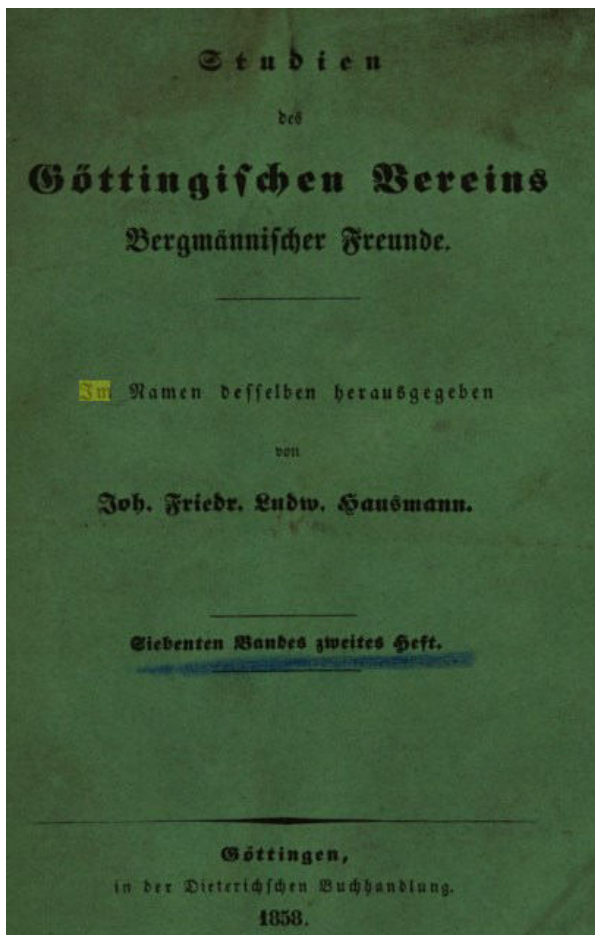 Studien
des
Göttingischen Vereins
Bergmännischer Freunde.
Im Namen desselben herausgegeben
von
Joh. Friedr. Ludw. Hausmann.
Siebenten Bandes zweites Heft.
Göttingen,
in der Dieterichschen Buchhandlung.
1858.